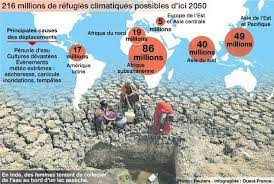 216 millions de réfugiés climatiques possibles d'ici 2050
Principales causes
des déplacements
Pénurie d'eau
Cultures dévastées
Événements
météo extrêmes :
sécheresse, canicule
inondations, tempêtes
17
millions
Amérique
latine
Afrique du nord
19
millions
5
millions
Europe de l'Est
et Asie centrale
86
millions
Afrique
subsaharienne
40
millions
Asie du sud
Asie de l'Est
et Pacifique
49
millions
En Inde, des femmes tentent de collecter
de l'eau au bord d'un lac asséché.
Photo : Reuters - Infographie : Ouest-France